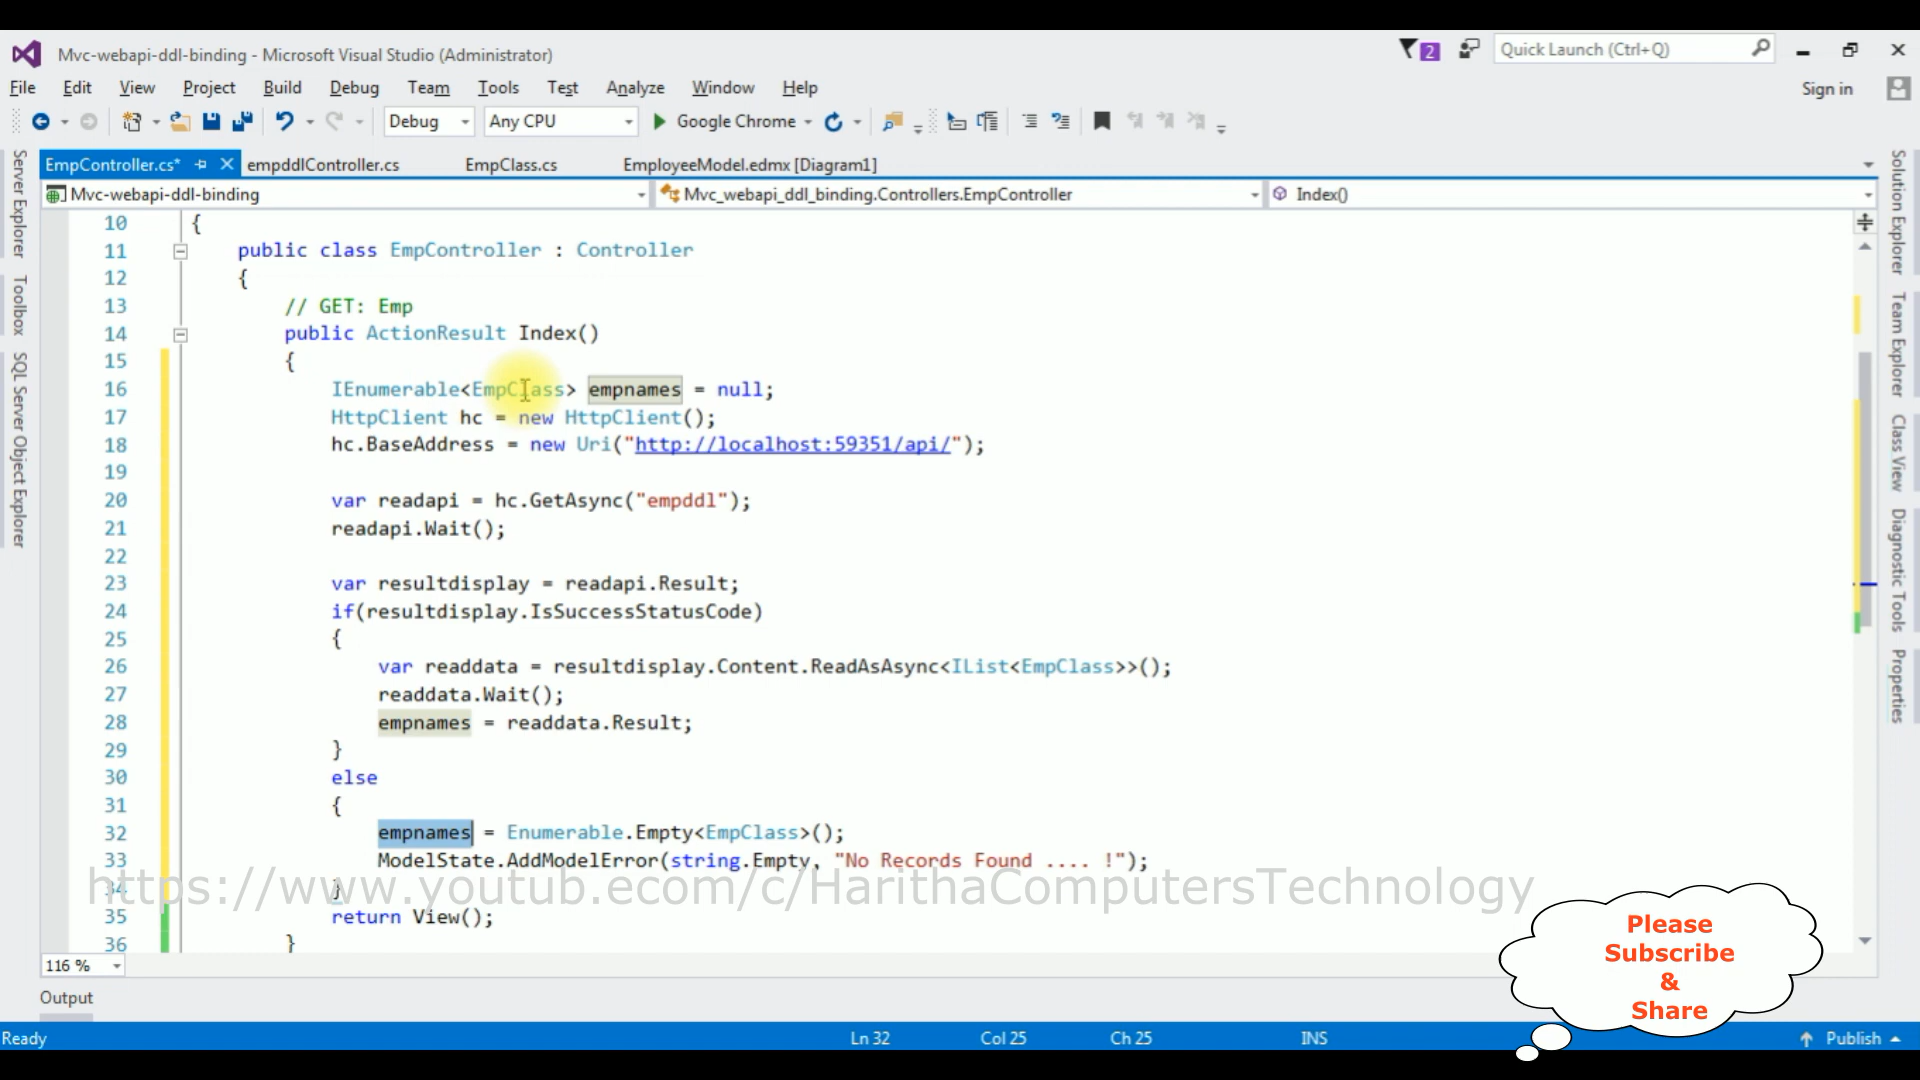 Mvc-webapi-ddl-binding - Microsoft Visual Studio (Administrator)
2
Quick Launch (Ctrl+Q)
File Edit View Project Build Debug Team Tools Test Analyze Window Help
Sign in
Debug Any CPU Google Chrome
EmpController.cs* empddlController.cs EmpClass.cs EmployeeModel.edmx [Diagram1]
Mvc-webapi-ddl-binding Mvc_webapi_ddl_binding.Controllers.EmpController Index()
Server Explorer
Toolbox
SQL Server Object Explorer
10 {
11 public class EmpController : Controller
12 {
13 // GET: Emp
14 public ActionResult Index()
15 {
16 IEnumerable<EmpClass> empnames = null;
17 HttpClient hc = new HttpClient();
18 hc.BaseAddress = new Uri("http://localhost:59351/api/");
19
20 var readapi = hc.GetAsync("empddl");
21 readapi.Wait();
22
23 var resultdisplay = readapi.Result;
24 if(resultdisplay.IsSuccessStatusCode)
25 {
26 var readdata = resultdisplay.Content.ReadAsAsync<IList<EmpClass>>();
27 readdata.Wait();
28 empnames = readdata.Result;
29 }
30 else
31 {
32 empnames = Enumerable.Empty<EmpClass>();
33 ModelState.AddModelError(string.Empty, "No Records Found .... !");
34 }
https://www.youtub.ecom/c/HarithaComputersTechnology
35 return View();
36 }
Solution Explorer
Team Explorer
Class View
Diagnostic Tools
Properties
116 %
Output
Please
Subscribe
&
Share
Ready Ln 32 Col 25 Ch 25 INS Publish